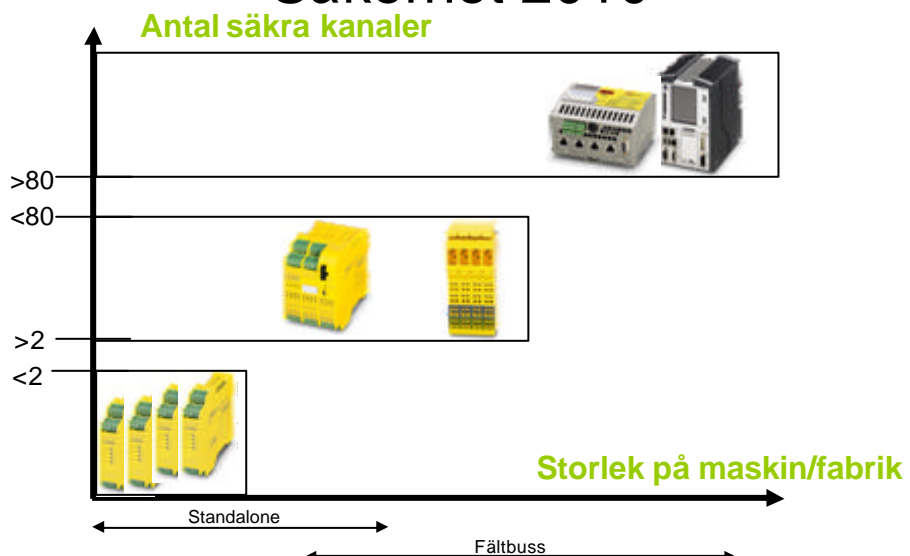 Antal säkra kanaler
>80
<80
>2
<2
Storlek på maskin/fabrik
Standalone
Fältbuss